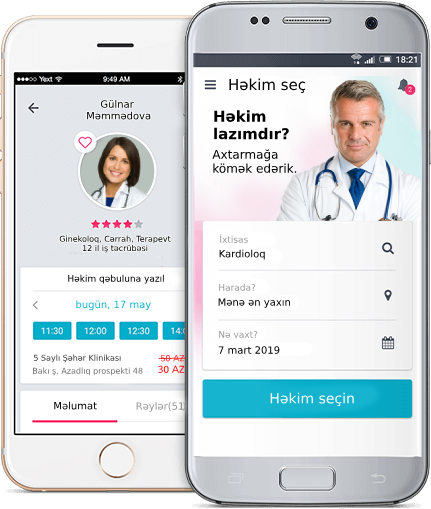 Yext
9:49 AM
Gülnar
Məmmədova
Ginekoloq, Cərrah, Terapevt
12 il iş təcrübəsi
Həkim qəbuluna yazıl
bugün, 17 may
11:30
12:00
12:30
14:0
5 Saylı Şəhər Klinikası
50 AZ
Bakı ş. Azadlıq prospekti 48
30 AZ
Məlumat
Rəylər(51)
18:21
Həkim seç
2
Həkim
lazımdır?
Axtarmağa
kömək edərik.
İxtisas
Kardioloq
Harada?
Mənə ən yaxın
Nə vaxt?
7 mart 2019
Həkim seçin